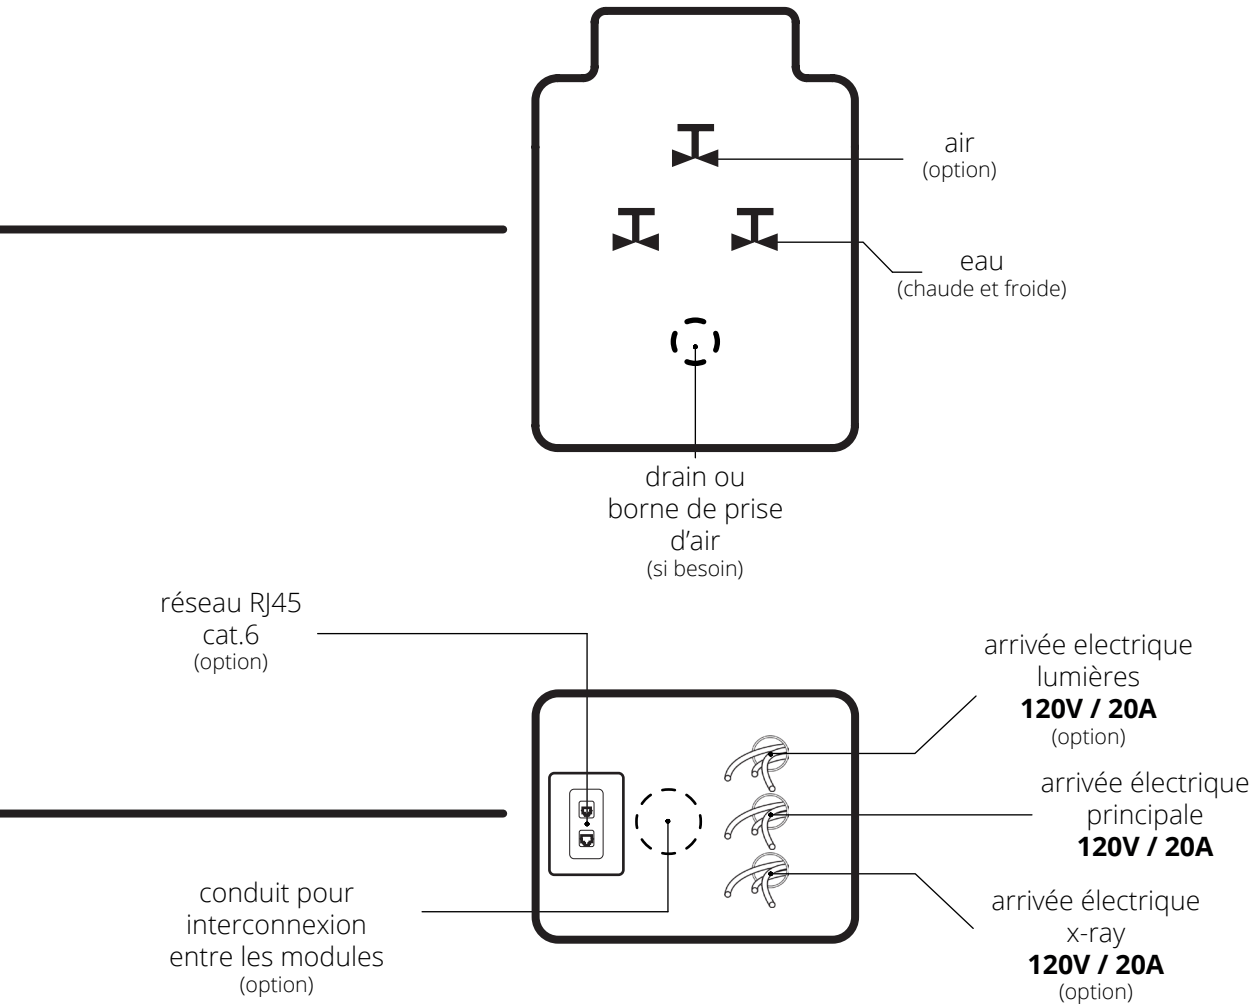 air
(option)
eau
(chaude et froide)
drain ou
borne de prise
d’air
(si besoin)
réseau RJ45
cat.6
(option)
arrivée electrique
lumières
120V / 20A
(option)
arrivée électrique
principale
120V / 20A
conduit pour
interconnexion
entre les modules
(option)
arrivée électrique
x-ray
120V / 20A
(option)